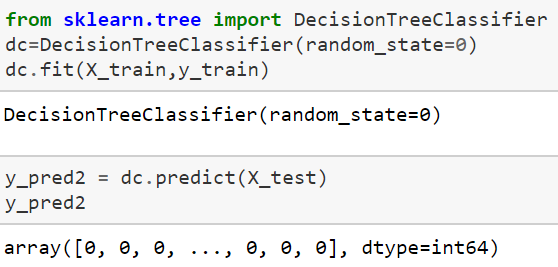 from sklearn.tree import DecisionTreeClassifier
dc=DecisionTreeClassifier(random_state=0)
dc.fit(X_train,y_train)
DecisionTreeClassifier(random_state=0)
y_pred2 = dc.predict(X_test)
y_pred2
array([0, 0, 0, ..., 0, 0, 0], dtype=int64)